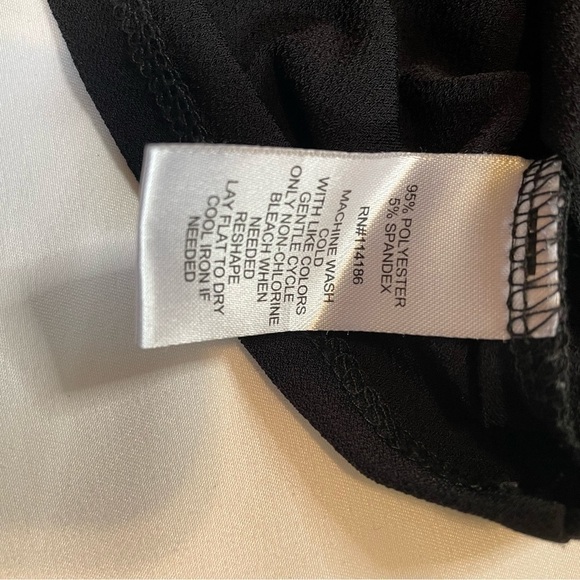 95% POLYESTER
5% SPANDEX
RN#114186
MACHINE WASH
COLD
WITH LIKE COLORS
GENTLE CYCLE
ONLY NON-CHLORINE
BLEACH WHEN
NEEDED
RESHAPE
LAY FLAT TO DRY
COOL IRON IF
NEEDED